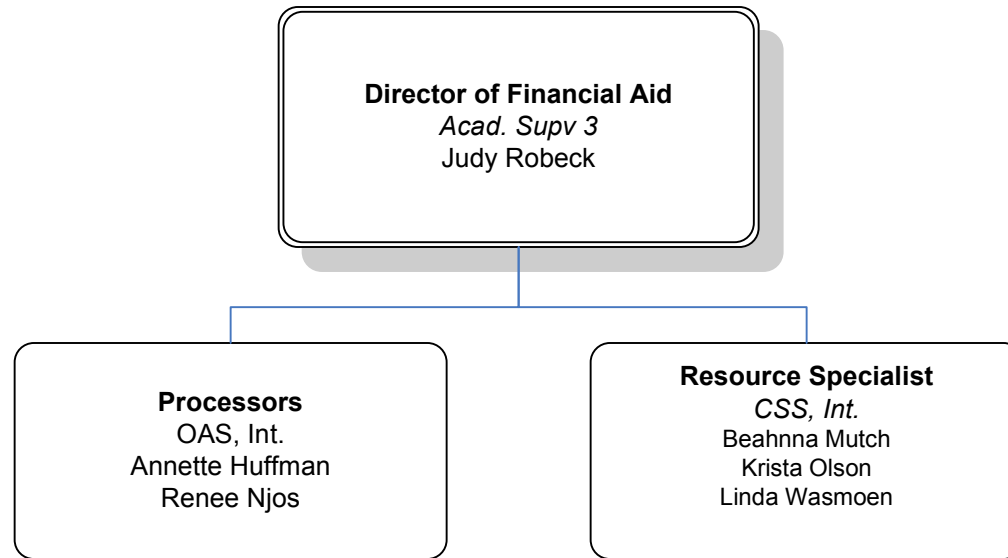 Director of Financial Aid
Acad. Supv 3
Judy Robeck
Processors
OAS, Int.
Annette Huffman
Renee Njos
Resource Specialist
CSS, Int.
Beahnna Mutch
Krista Olson
Linda Wasmoen